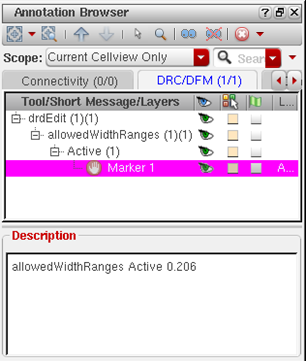 Annotation Browser
Scope: Current Cellview Only Sear
Connectivity (0/0) DRC/DFM (1/1)
Tool/Short Message/Layers L...
drdEdit (1)(1)
allowedWidthRanges (1)(1)
Active (1)
Marker 1 A...
Description
allowedWidthRanges Active 0.206